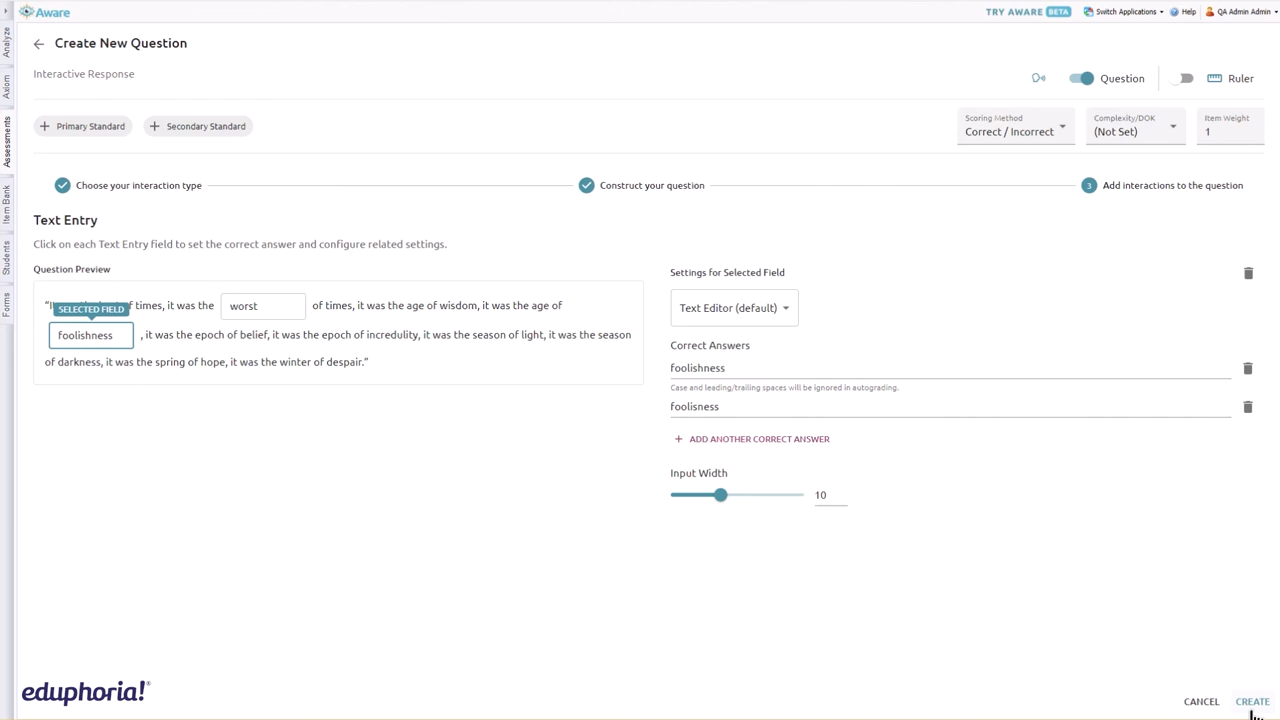 Aware
TRY AWARE BETA Switch Applications Help QA Admin Admin
Analyze
Axiom
Assessments
Item Bank
Students
Forms
Create New Question
Interactive Response
Question Ruler
Primary Standard Secondary Standard
Scoring Method
Correct / Incorrect
Complexity/DOK
(Not Set)
Item Weight
1
Choose your interaction type
Construct your question
3 Add interactions to the question
Text Entry
Click on each Text Entry field to set the correct answer and configure related settings.
Question Preview
of times, it was the worst of times, it was the age of wisdom, it was the age of
SELECTED FIELD
foolishness , it was the epoch of belief, it was the epoch of incredulity, it was the season of light, it was the season
of darkness, it was the spring of hope, it was the winter of despair.”
Settings for Selected Field
Text Editor (default)
Correct Answers
foolishness
Case and leading/trailing spaces will be ignored in autograding.
foolisness
+ ADD ANOTHER CORRECT ANSWER
Input Width
10
eduphoria!
CANCEL CREATE